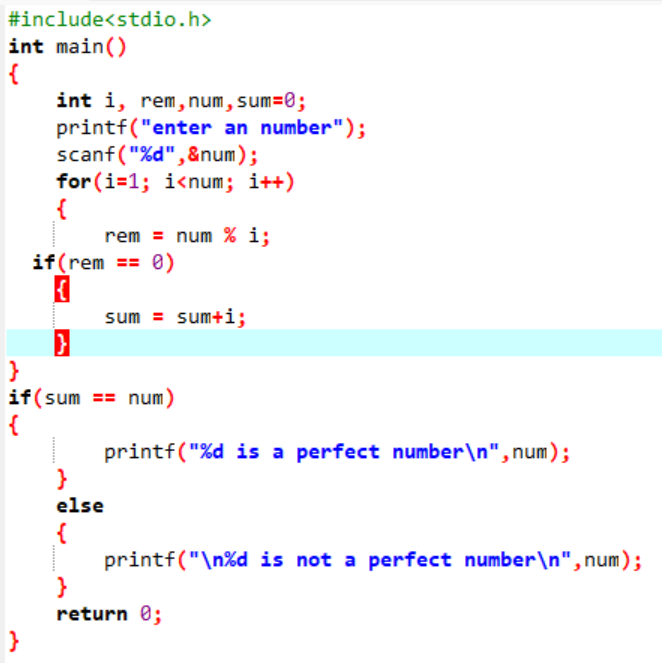 #include<stdio.h>
int main()
{
    int i, rem,num,sum=0;
    printf("enter an number");
    scanf("%d",&num);
    for(i=1; i<num; i++)
    {
        rem = num % i;
  if(rem == 0)
    {
        sum = sum+i;
    }
}
if(sum == num)
{
        printf("%d is a perfect number\n",num);
    }
    else
    {
        printf("\n%d is not a perfect number\n",num);
    }
    return 0;
}